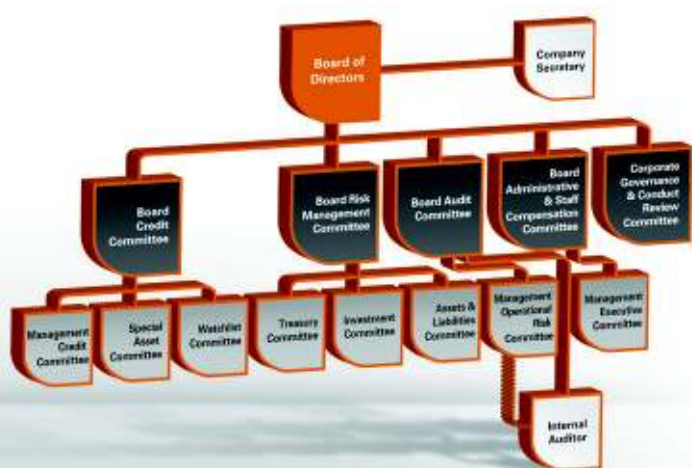 Board of
Directors
Company
Secretary
Board
Credit
Committee
Board Risk
Management
Committee
Board Audit
Committee
Board
Administrative
& Staff
Compensation
Committee
Corporate
Governance
& Conduct
Review
Committee
Management
Credit
Committee
Special
Asset
Committee
Watchlist
Committee
Treasury
Committee
Investment
Committee
Assets &
Liabilities
Committee
Management
Operational
Risk
Committee
Management
Executive
Committee
Internal
Auditor